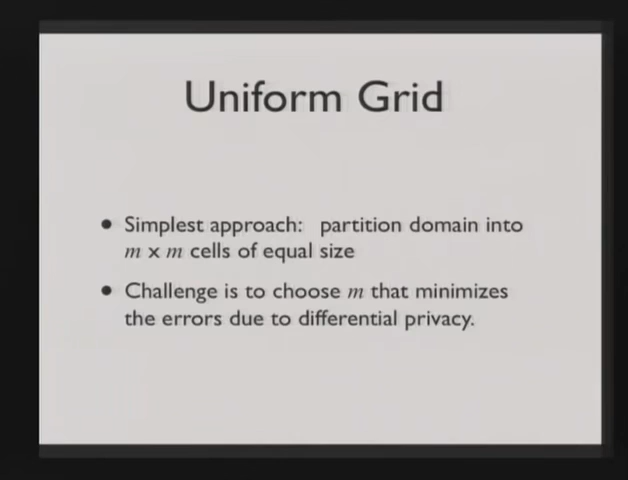 Uniform Grid
• Simplest approach: partition domain into
m x m cells of equal size
• Challenge is to choose m that minimizes
the errors due to differential privacy.